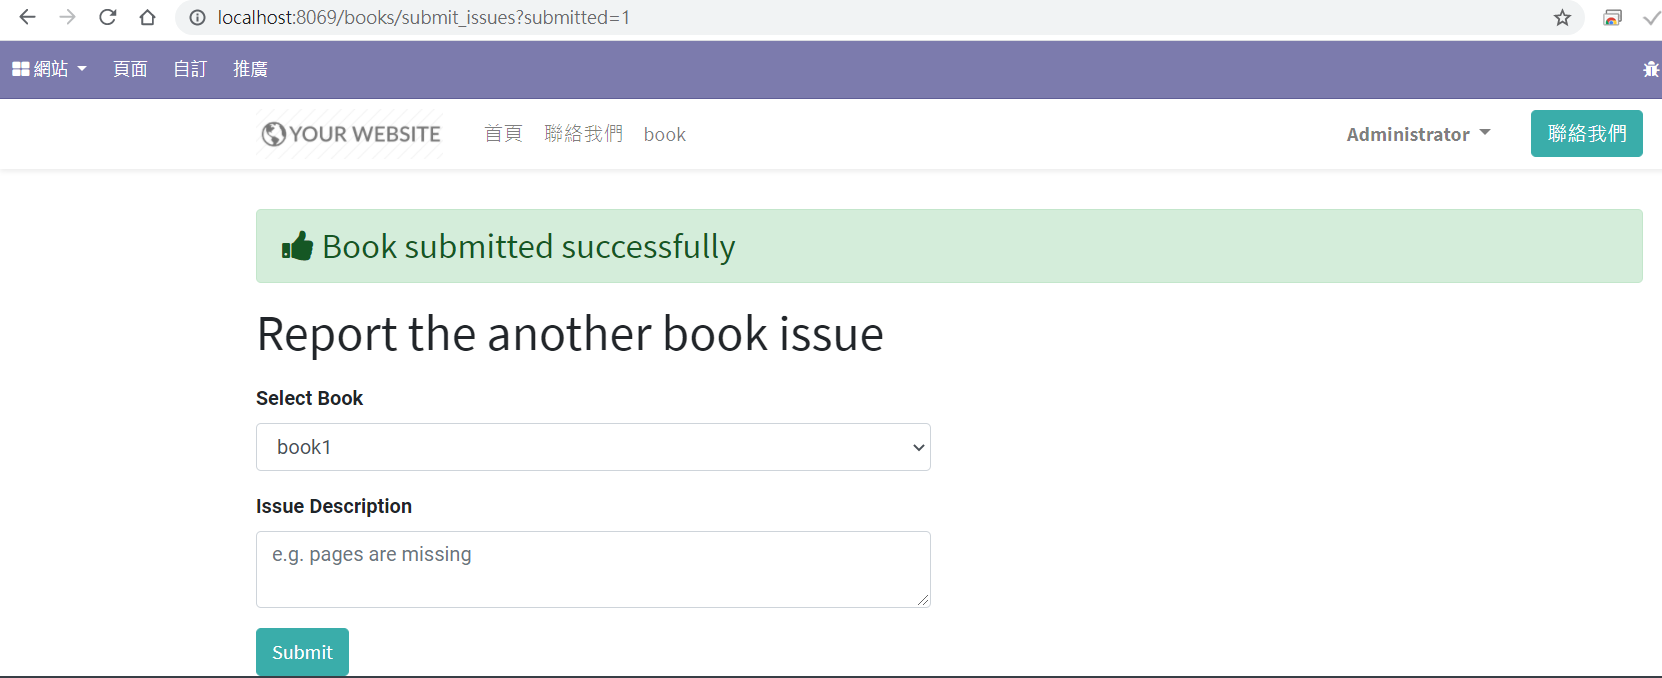 localhost:8069/books/submit_issues?submitted=1
網站 頁面 自訂 推廣
YOUR WEBSITE 首頁 聯絡我們 book Administrator 聯絡我們
Book submitted successfully
Report the another book issue
Select Book
book1
Issue Description
e.g. pages are missing
Submit